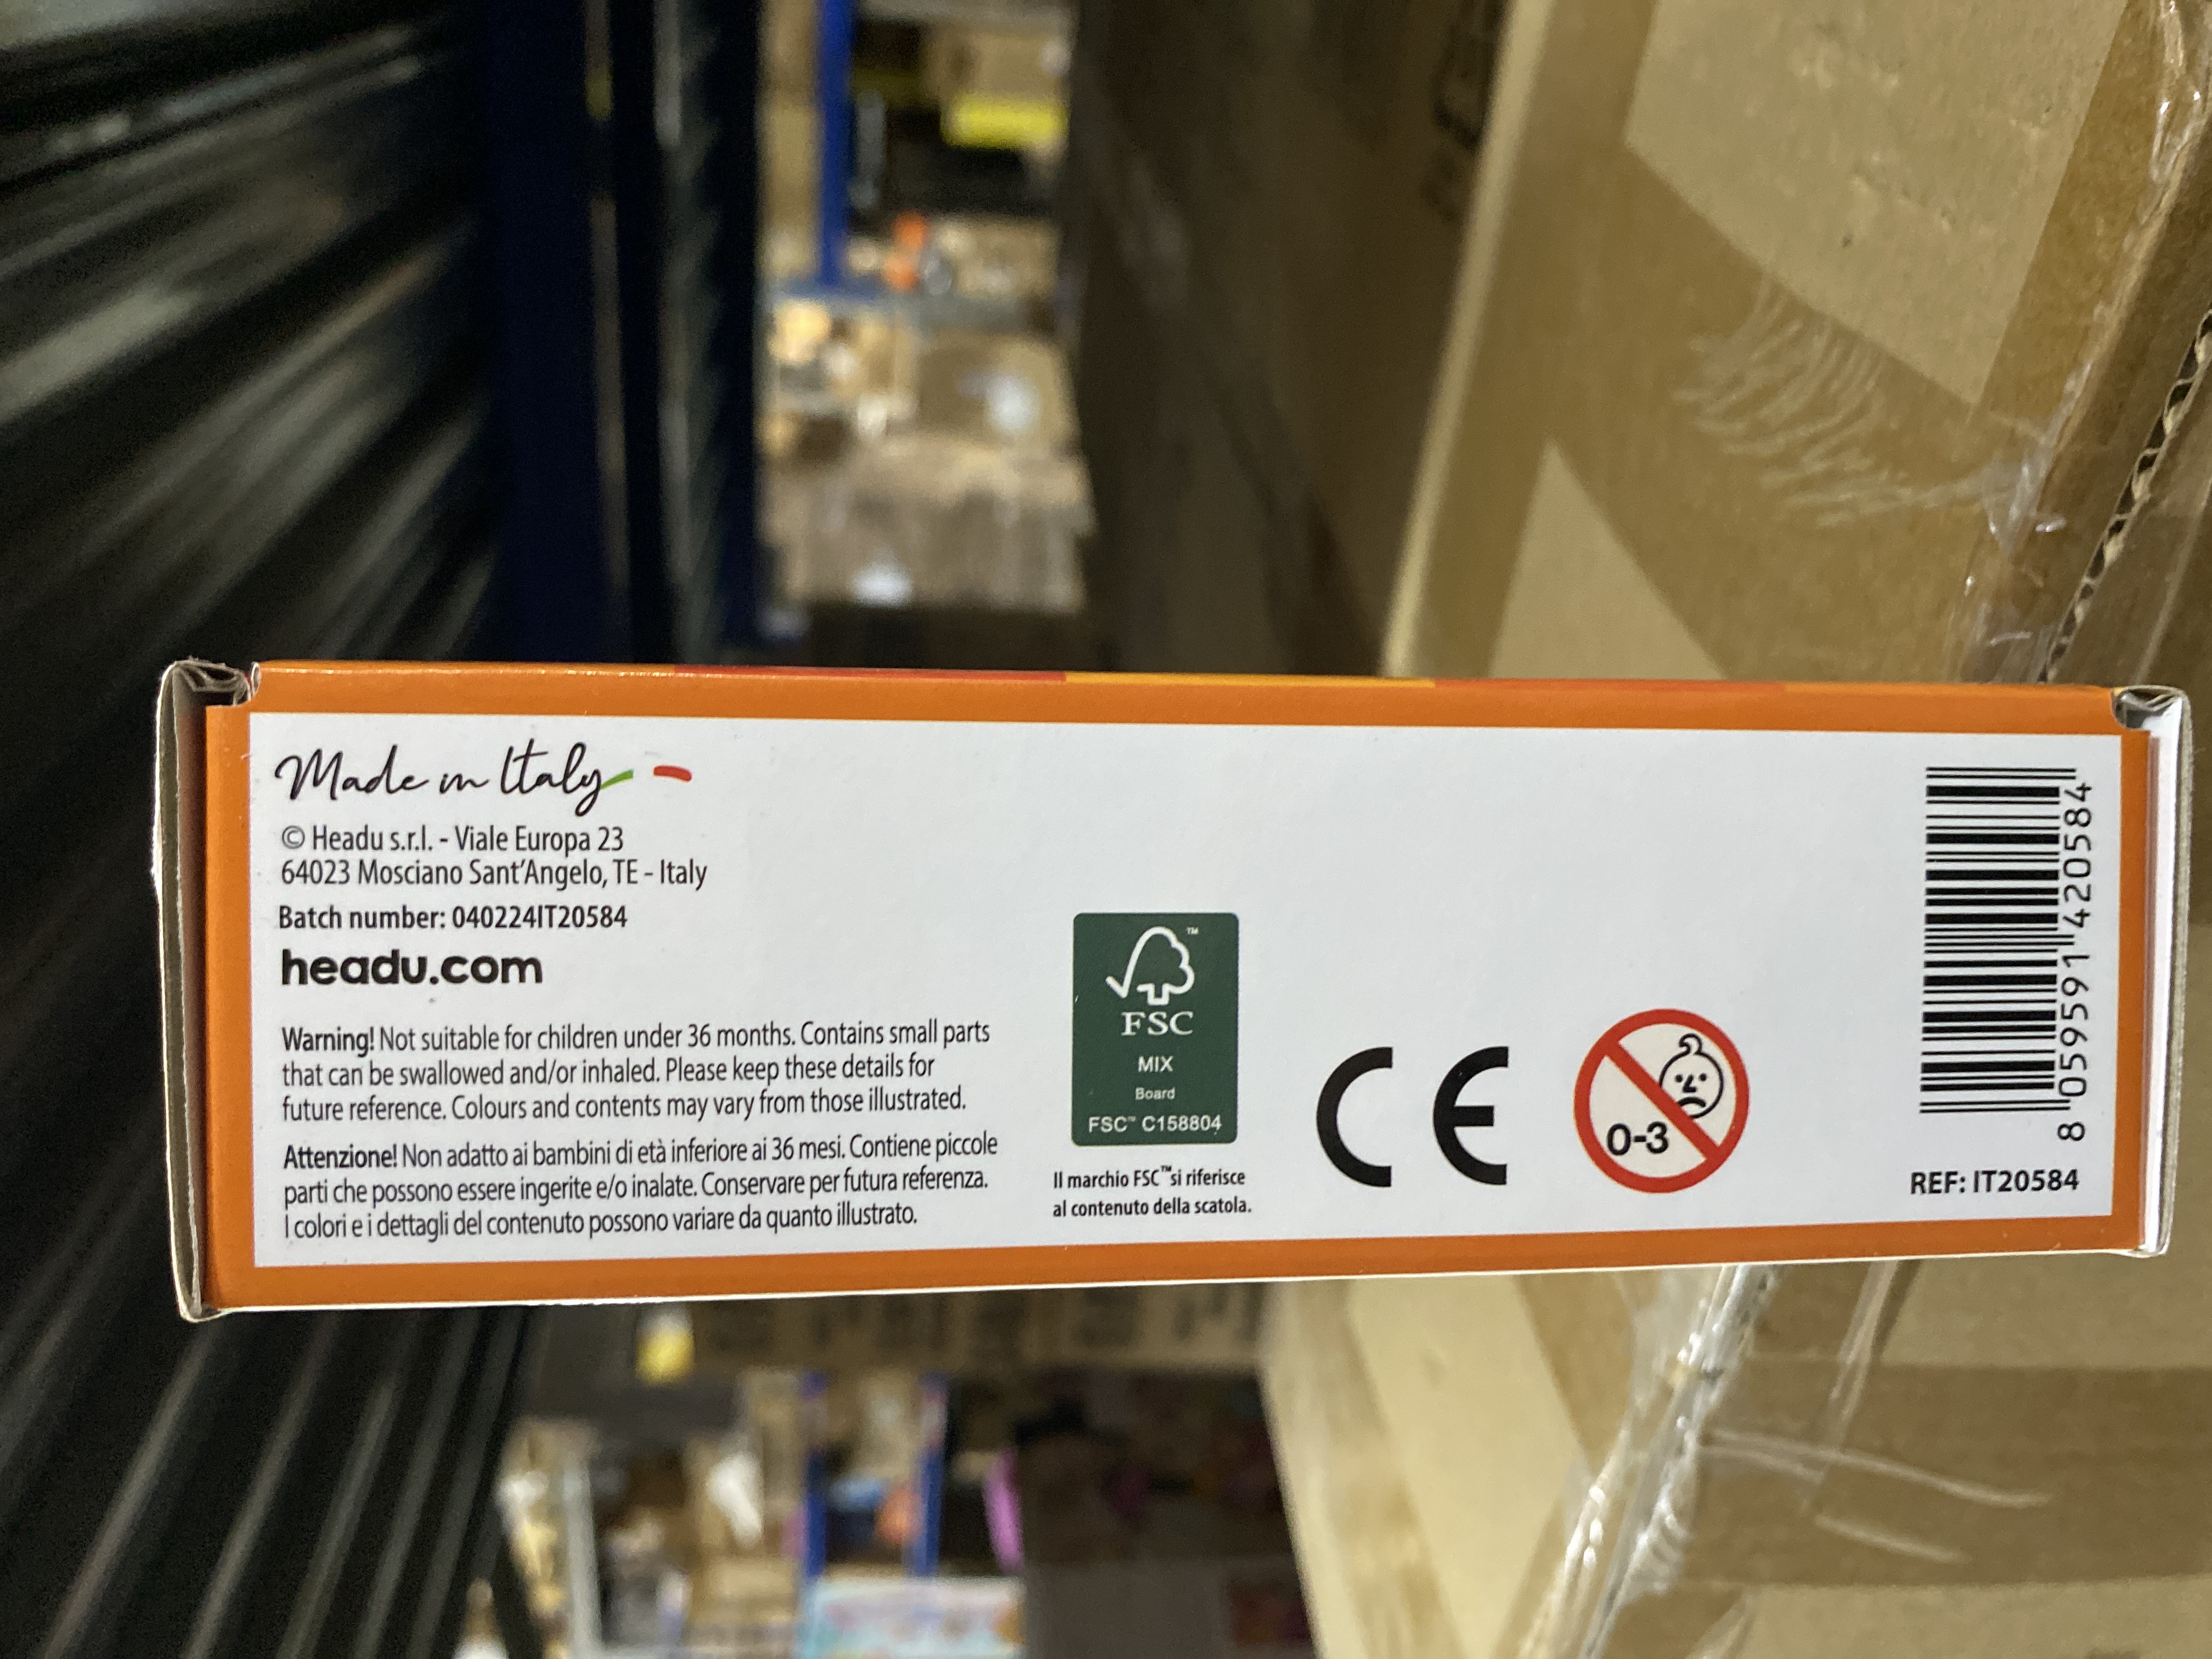 Made in Italy
© Headu s.r.l. - Viale Europa 23
64023 Mosciano Sant'Angelo, TE - Italy
Batch number: 040224IT20584
headu.com
Warning! Not suitable for children under 36 months. Contains small parts
that can be swallowed and/or inhaled. Please keep these details for
future reference. Colours and contents may vary from those illustrated.
Attenzione! Non adatto ai bambini di età inferiore ai 36 mesi. Contiene piccole
parti che possono essere ingerite e/o inalate. Conservare per futura referenza.
I colori e i dettagli del contenuto possono variare da quanto illustrato.
™
FSC
MIX
Board
FSC™ C158804
Il marchio FSC™si riferisce
al contenuto della scatola.
CE
0-3
8 059591 420584
REF: IT20584